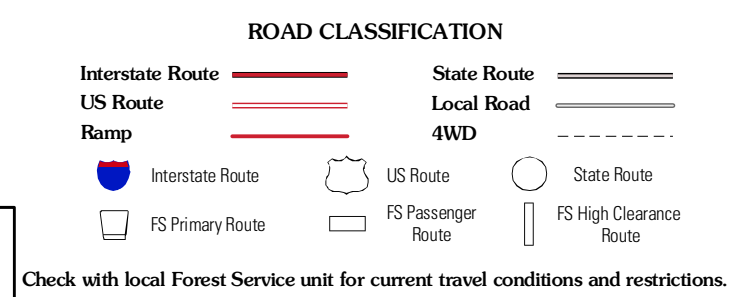 ROAD CLASSIFICATION
Interstate Route
State Route
US Route
Local Road
Ramp
4WD
Interstate Route
US Route
State Route
FS Primary Route
FS Passenger
Route
FS High Clearance
Route
Check with local Forest Service unit for current travel conditions and restrictions.